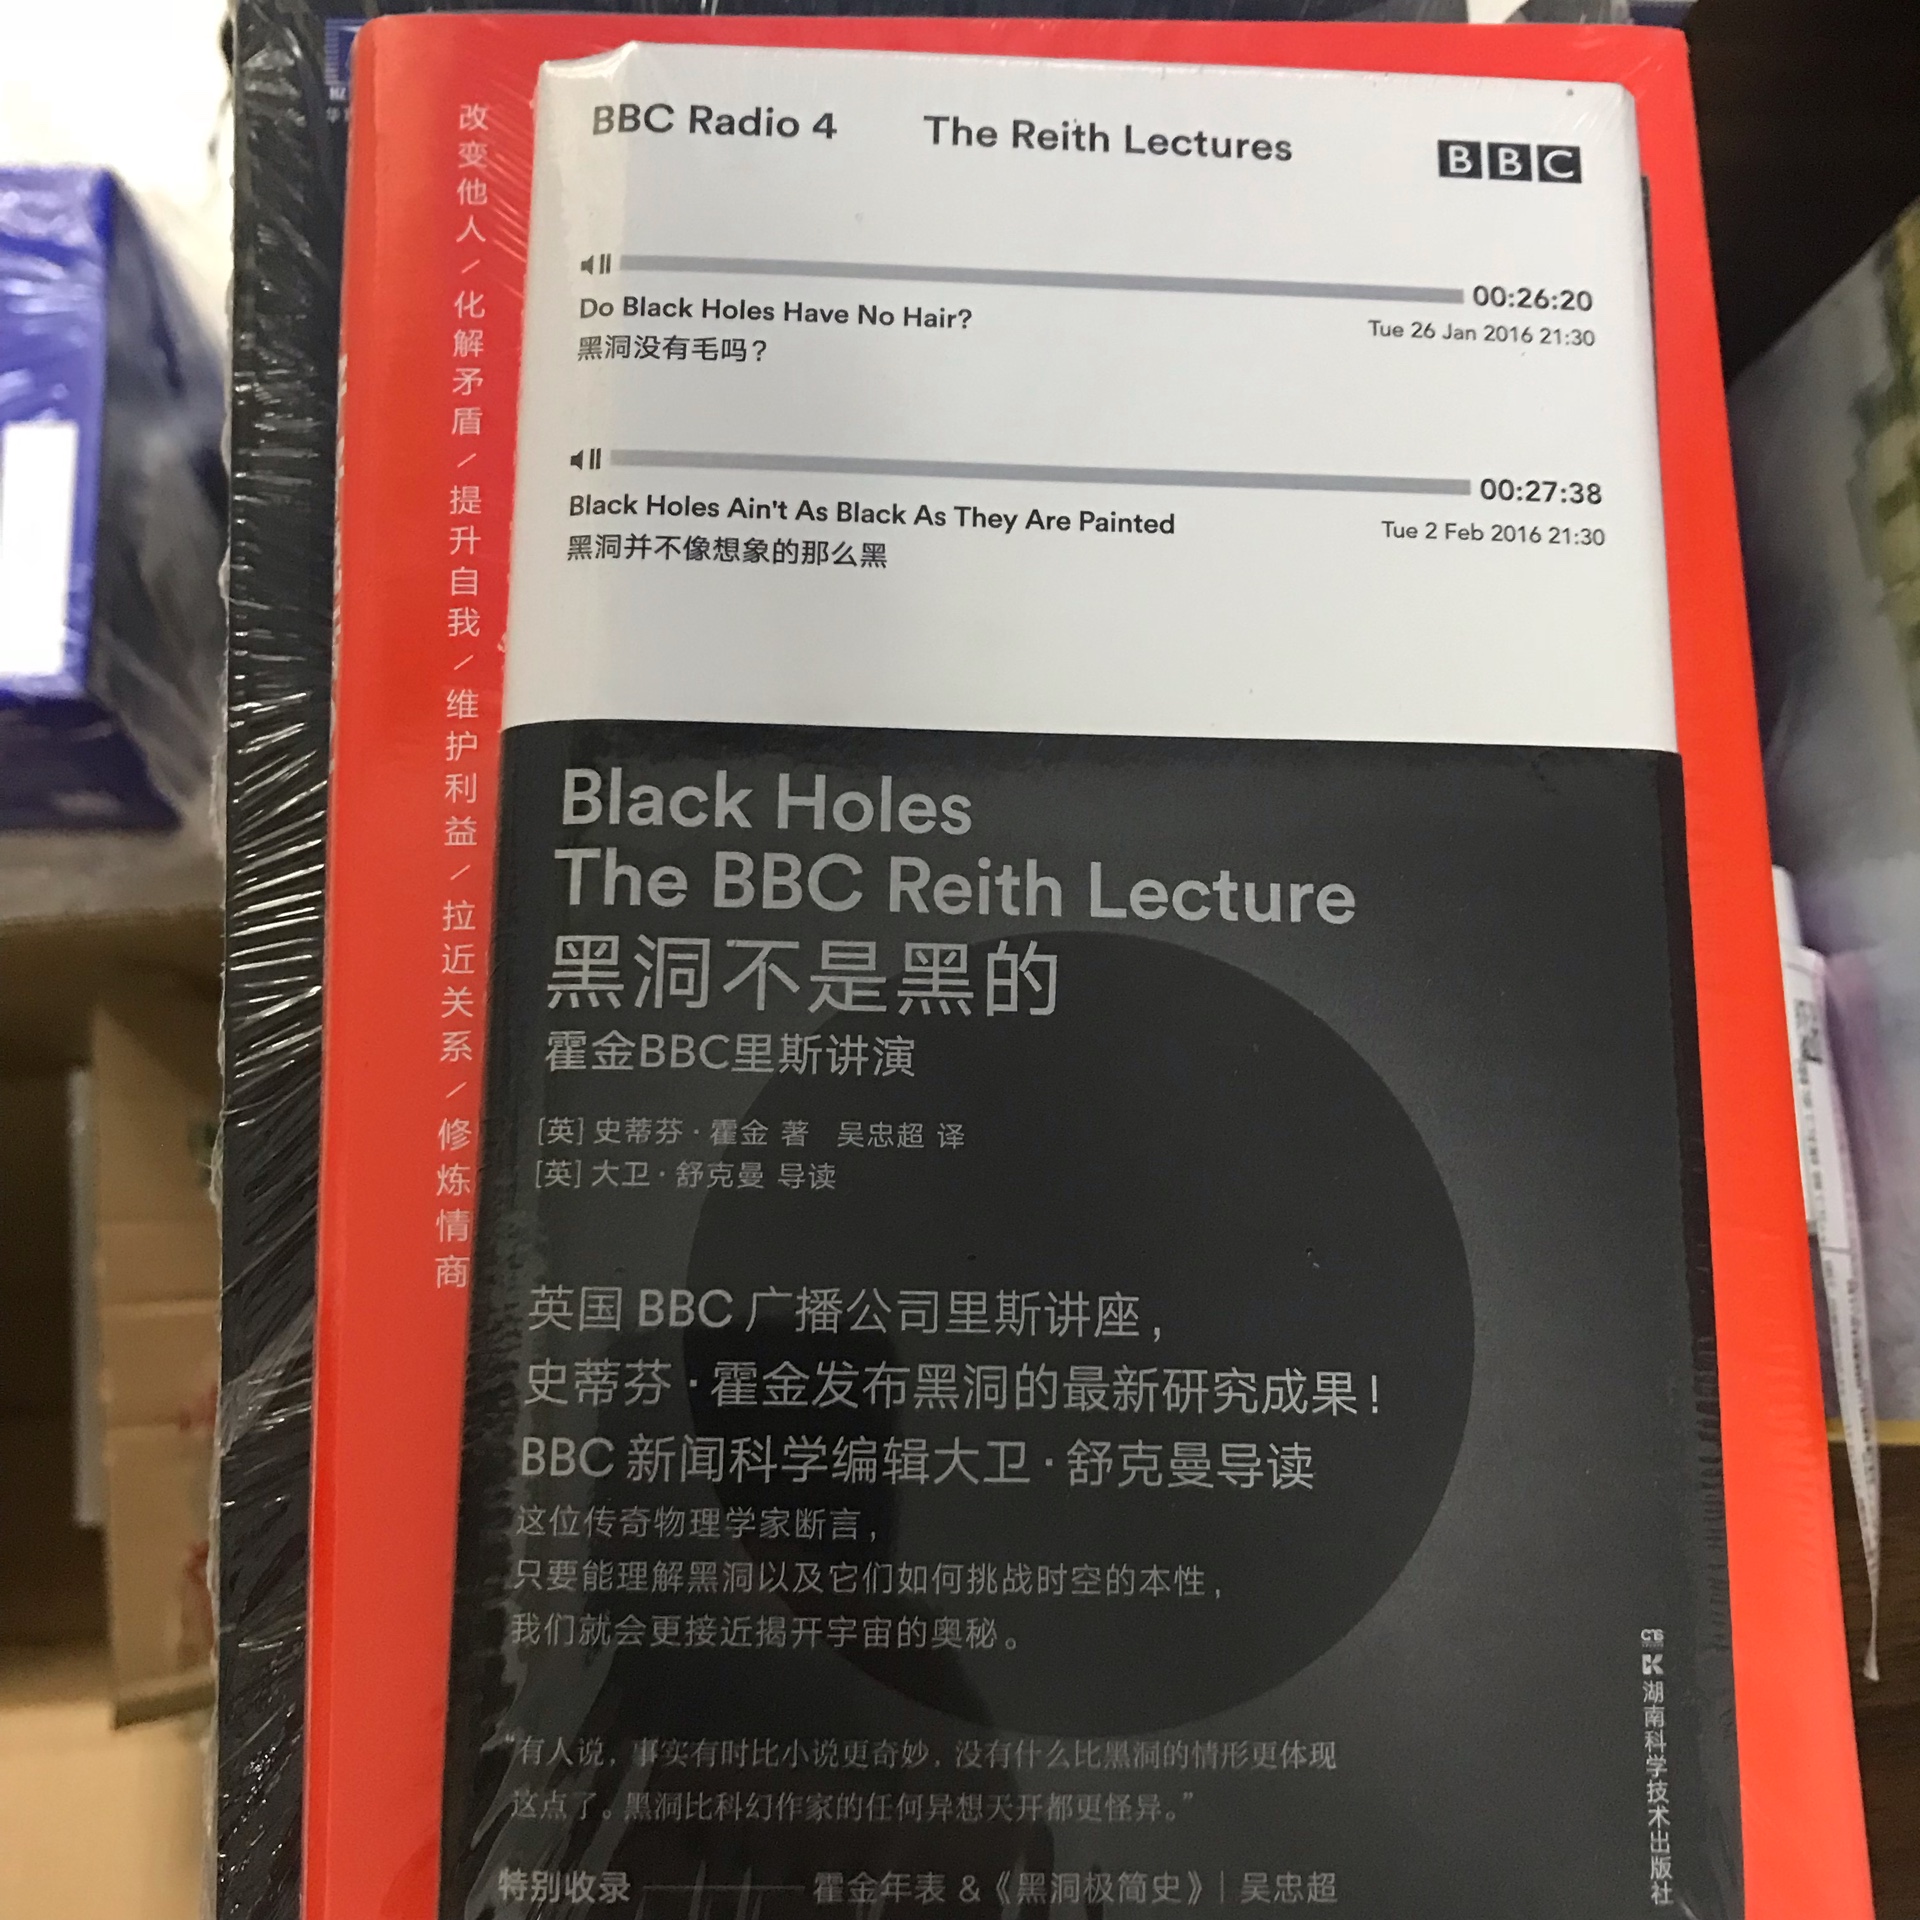 改变他人/化解矛盾/提升自我/维护利益/拉近关系/修炼情商
BBC Radio 4 The Reith Lectures BBC
00:26:20
Do Black Holes Have No Hair? Tue 26 Jan 2016 21:30
黑洞没有毛吗?
00:27:38
Black Holes Ain't As Black As They Are Painted Tue 2 Feb 2016 21:30
黑洞并不像想象的那么黑
Black Holes
The BBC Reith Lecture
黑洞不是黑的
霍金BBC里斯讲演
[英] 史蒂芬·霍金 著 吴忠超 译
[英] 大卫·舒克曼 导读
英国 BBC 广播公司里斯讲座,
史蒂芬·霍金发布黑洞的最新研究成果!
BBC 新闻科学编辑大卫·舒克曼导读
这位传奇物理学家断言,
只要能理解黑洞以及它们如何挑战时空的本性,
我们就会更接近揭开宇宙的奥秘。
“有人说,事实有时比小说更奇妙,没有什么比黑洞的情形更体现
这点了。黑洞比科幻作家的任何异想天开都更怪异。”
特别收录 霍金年表 &《黑洞极简史》| 吴忠超
湖南科学技术出版社